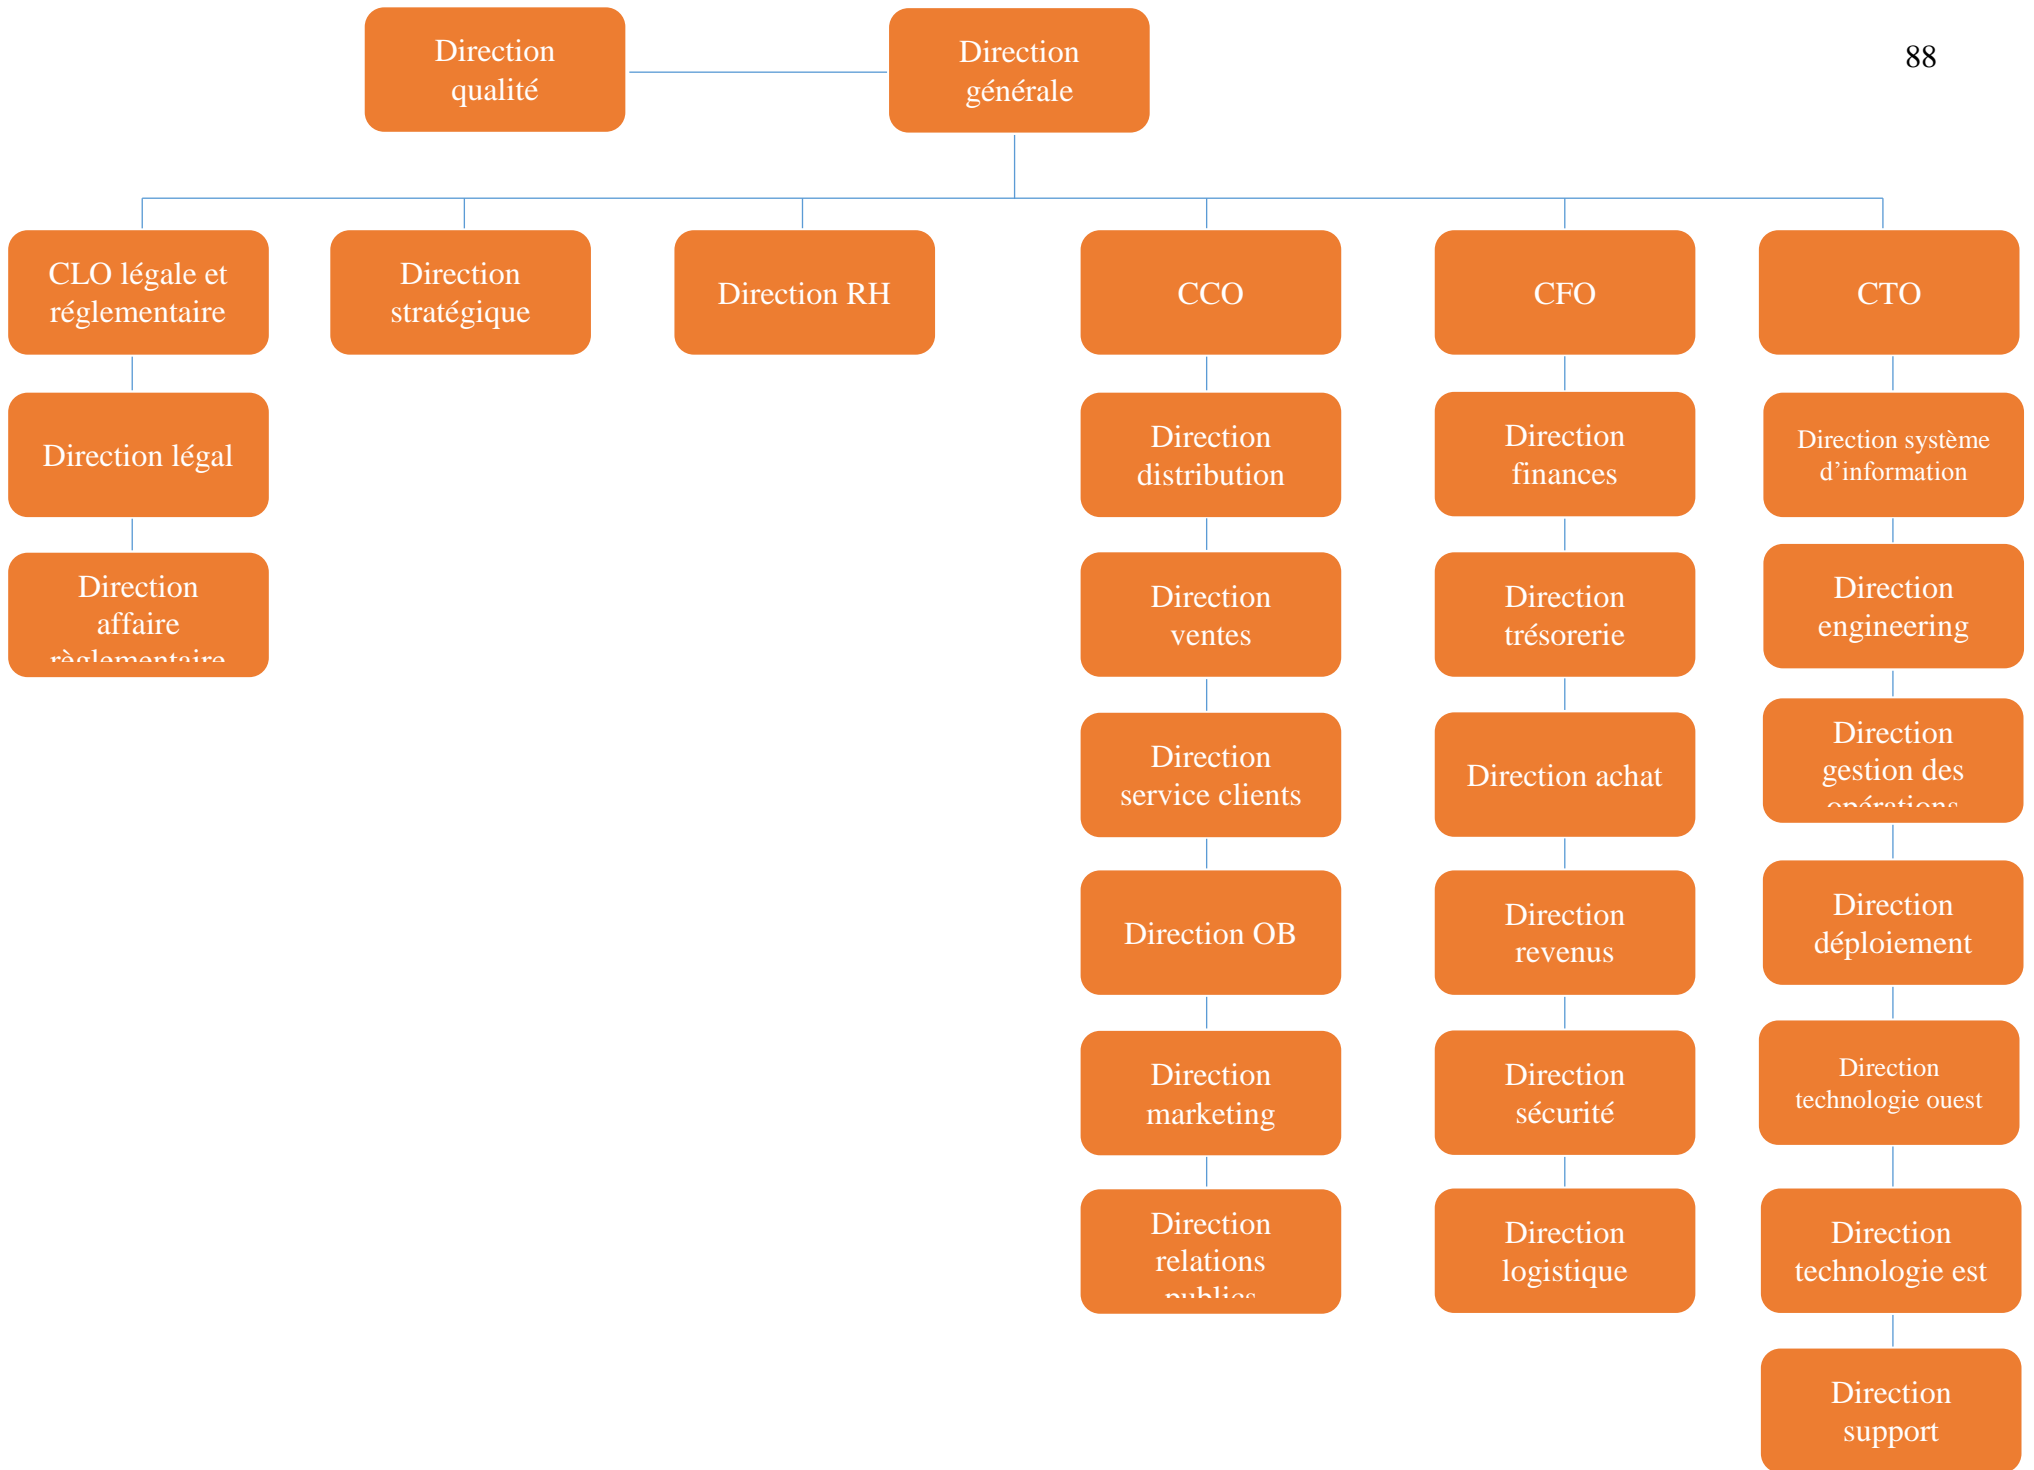 88
Direction
qualité
Direction
générale
CLO légale et
réglementaire
Direction
stratégique
Direction RH
CCO
CFO
CTO
Direction légal
Direction
affaire
règlementaire
Direction
distribution
Direction
ventes
Direction
service clients
Direction OB
Direction
marketing
Direction
relations
publics
Direction
finances
Direction
trésorerie
Direction achat
Direction
revenus
Direction
sécurité
Direction
logistique
Direction système
d’information
Direction
engineering
Direction
gestion des
opérations
Direction
déploiement
Direction
technologie ouest
Direction
technologie est
Direction
support